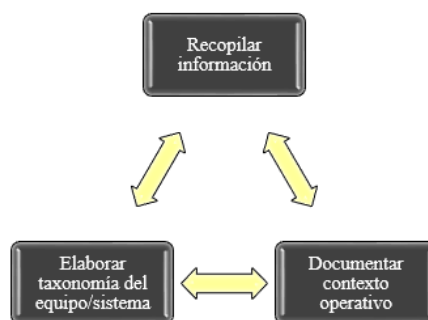 Recopilar
información
Elaborar
taxonomía del
equipo/sistema
Documentar
contexto
operativo